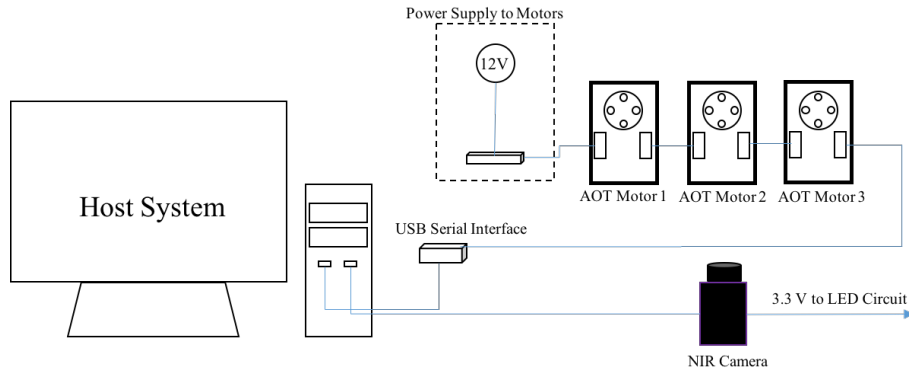 Power Supply to Motors
12V
AOT Motor 1 AOT Motor 2 AOT Motor 3
Host System
USB Serial Interface
3.3 V to LED Circuit
NIR Camera